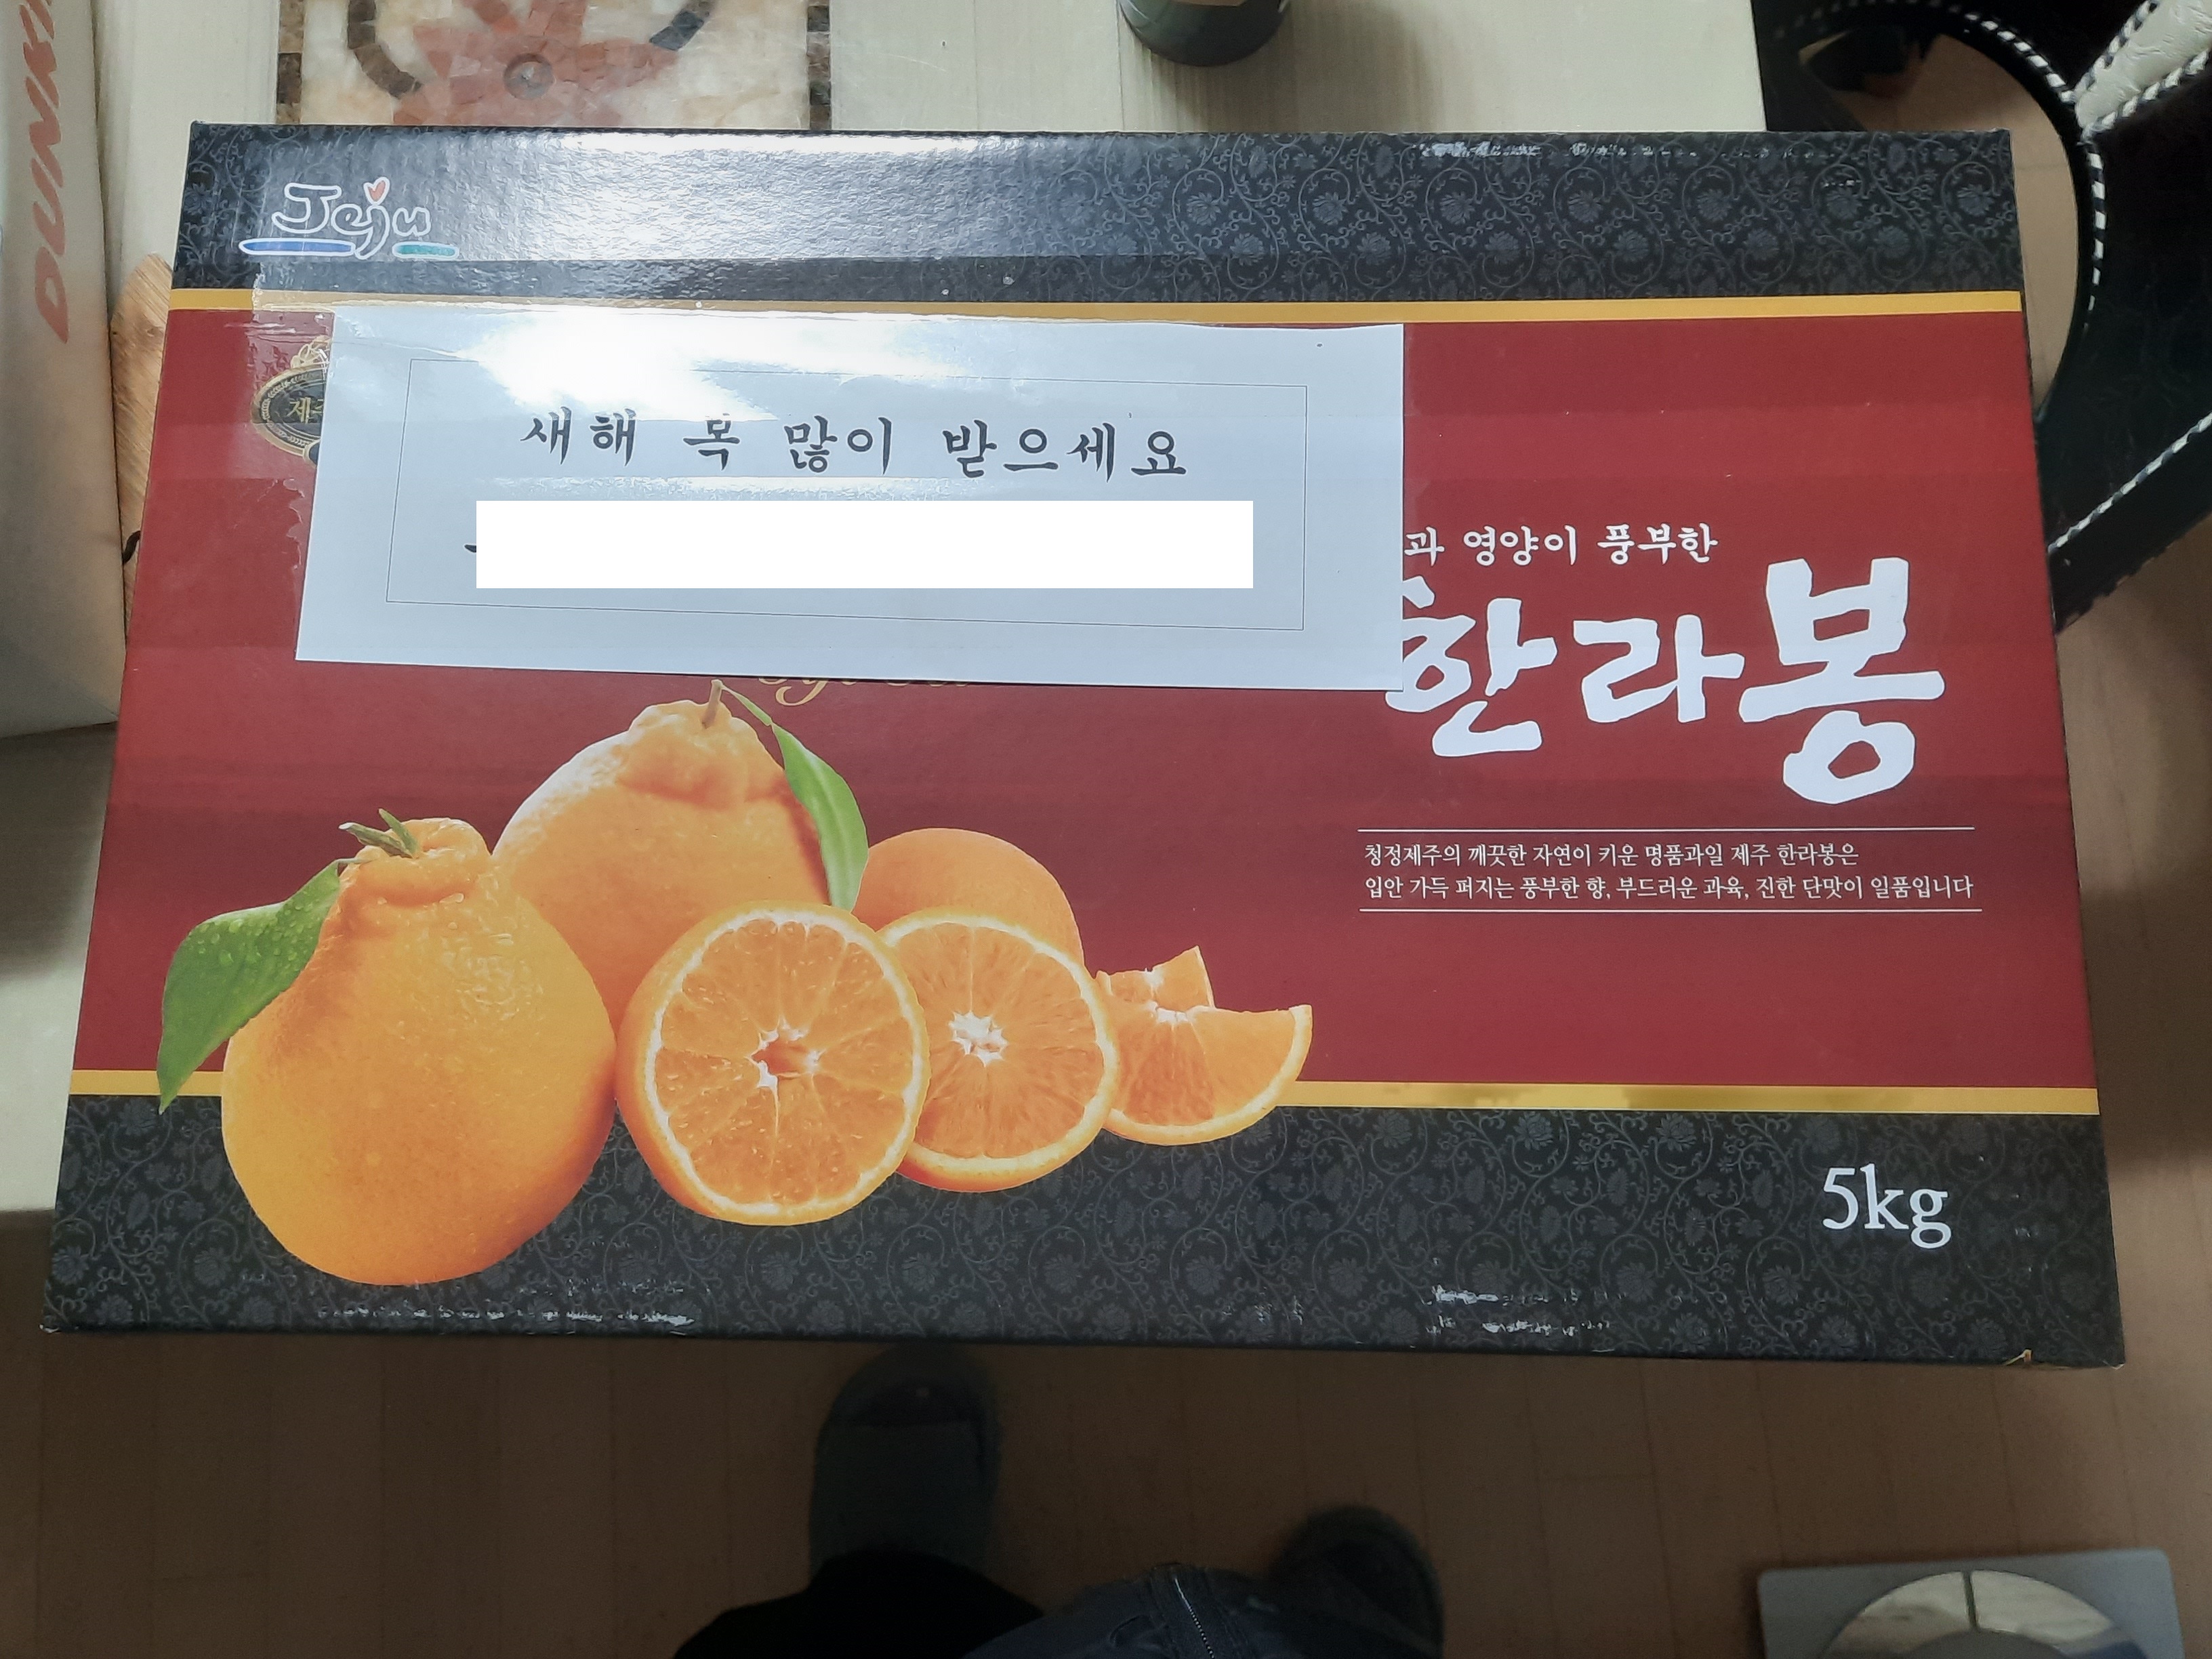 DUNK
Jeju
새해 복 많이 받으세요
과 영양이 풍부한
한라봉
청정제주의 깨끗한 자연이 키운 명품과일 제주 한라봉은
입안 가득 퍼지는 풍부한 향, 부드러운 과육, 진한 단맛이 일품입니다
5kg